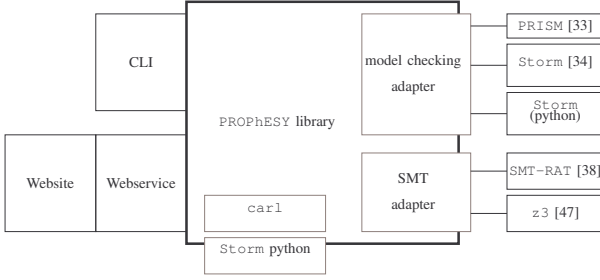 CLI
Website
Webservice
PROPhESY library
carl
Storm python
model checking
adapter
SMT
adapter
PRISM [33]
Storm [34]
Storm
(python)
SMT-RAT [38]
z3 [47]